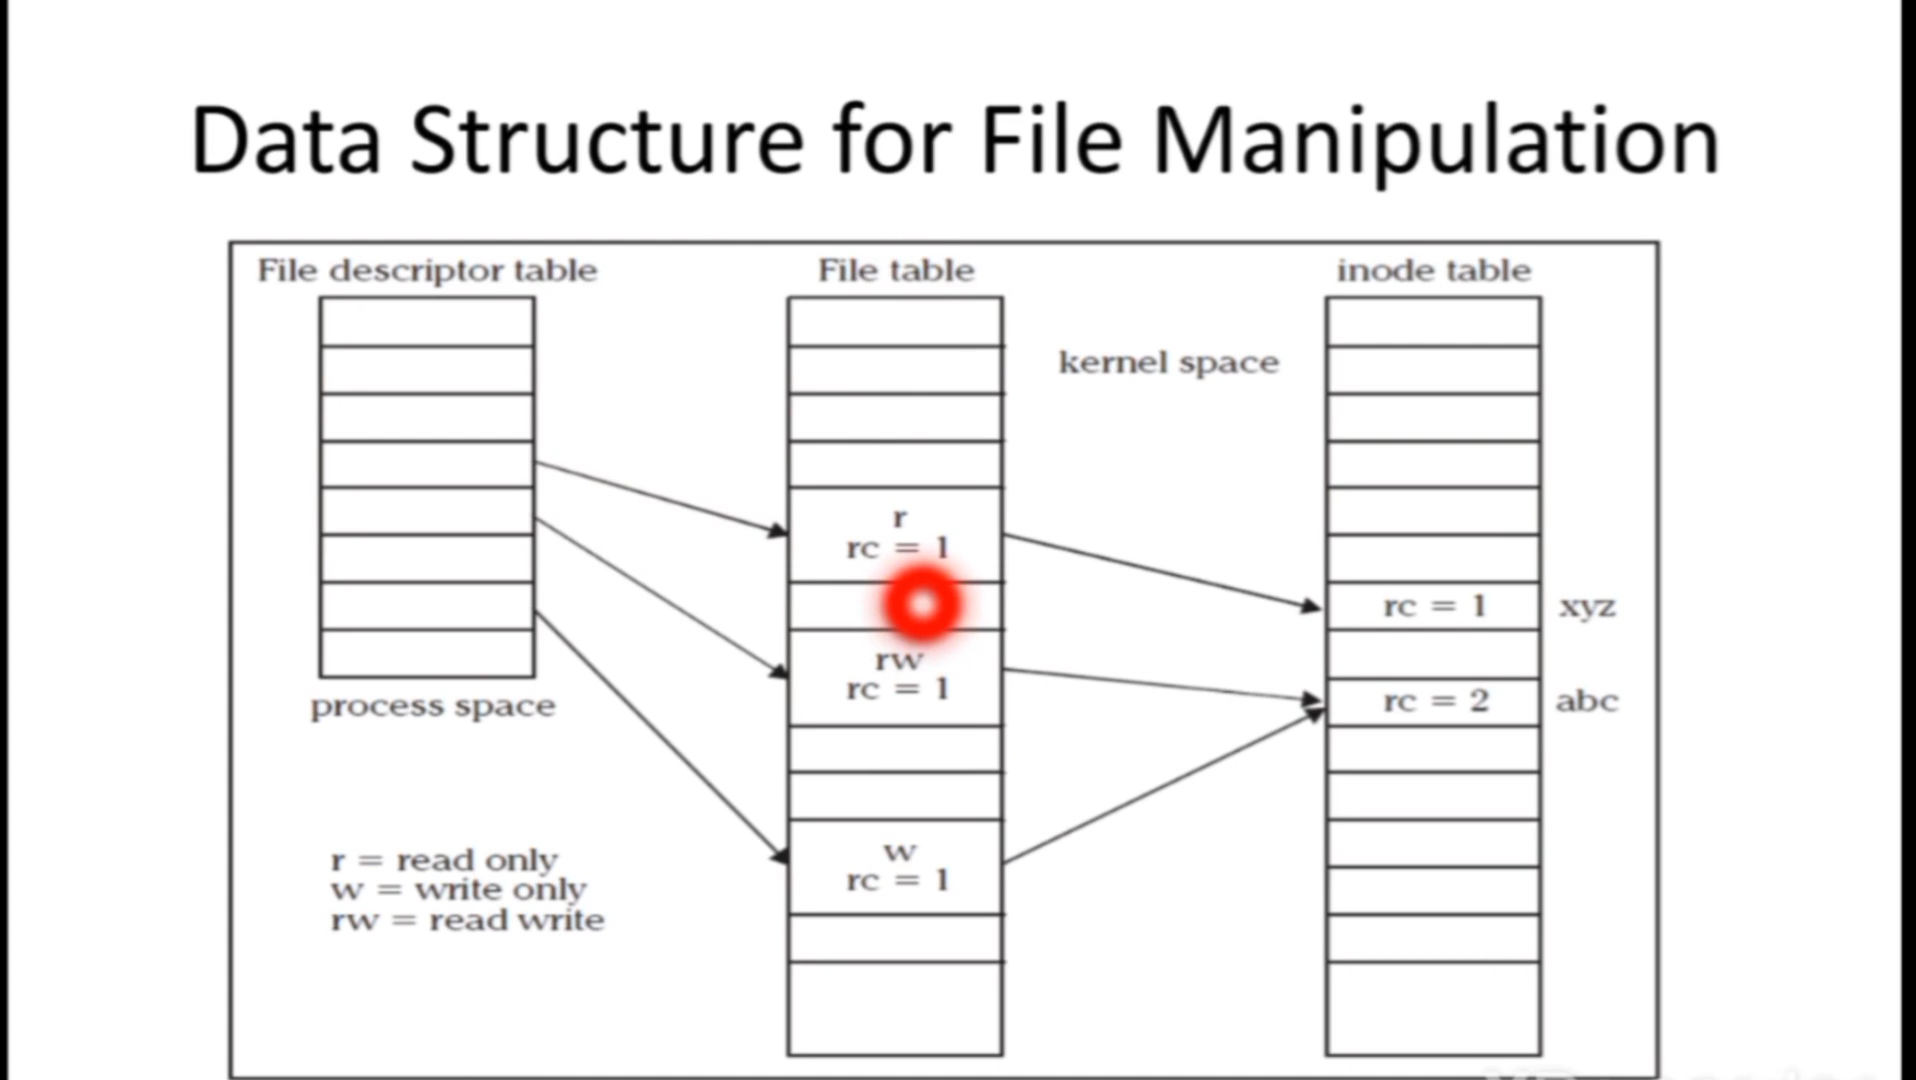 Data Structure for File Manipulation
File descriptor table
File table
inode table
kernel space
r
rc = 1
rc = 1 xyz
rw
rc = 1
rc = 2 abc
process space
w
rc = 1
r = read only
w = write only
rw = read write